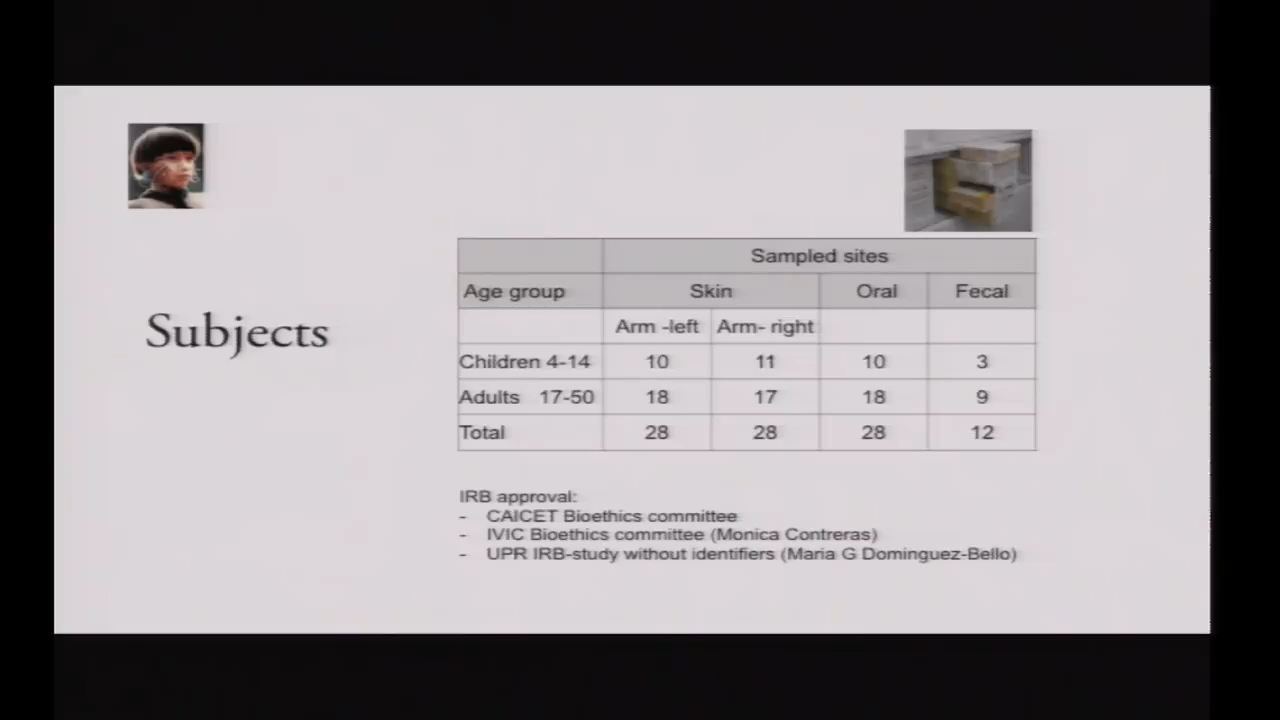 Subjects
Sampled sites
Age group Skin Oral Fecal
Arm -left Arm- right
Children 4-14 10 11 10 3
Adults 17-50 18 17 18 9
Total 28 28 28 12
IRB approval:
- CAICET Bioethics committee
- IVIC Bioethics committee (Monica Contreras)
- UPR IRB-study without identifiers (Maria G Dominguez-Bello)